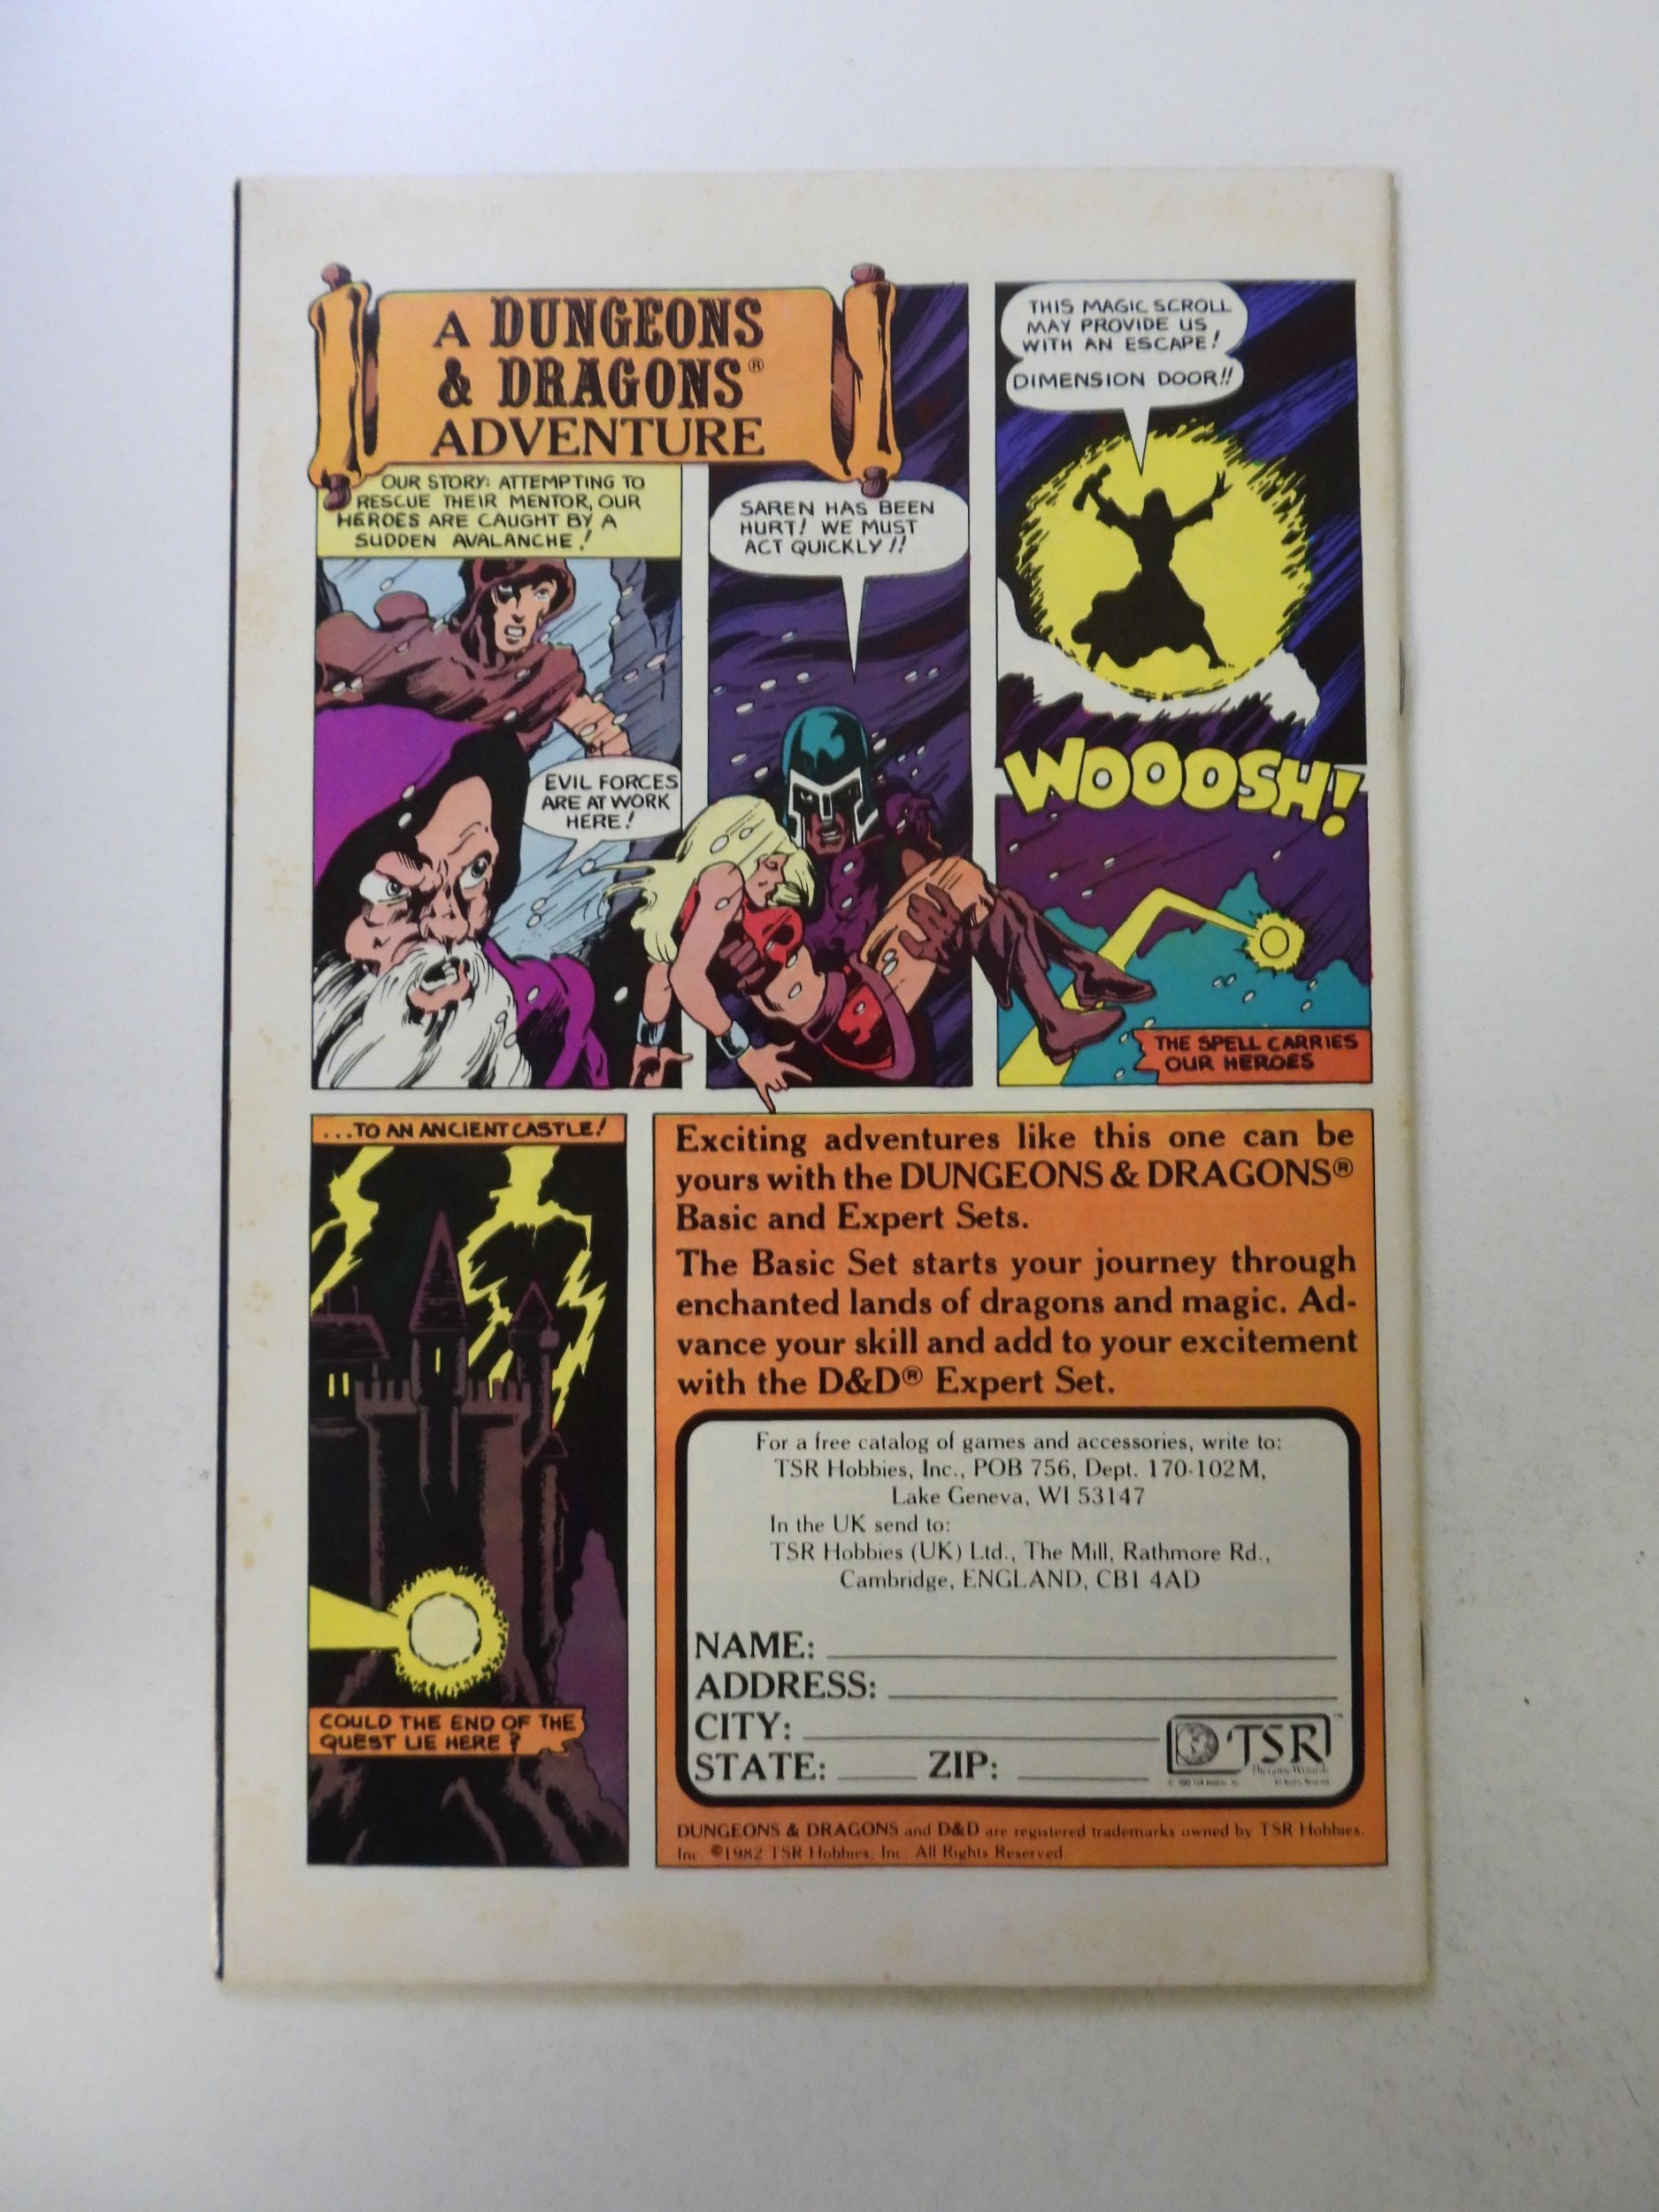 A DUNGEONS
& DRAGONS®
ADVENTURE
OUR STORY: ATTEMPTING TO
RESCUE THEIR MENTOR, OUR
HEROES ARE CAUGHT BY A
SUDDEN AVALANCHE!
EVIL FORCES
ARE AT WORK
HERE!
SAREN HAS BEEN
HURT! WE MUST
ACT QUICKLY!!
THIS MAGIC SCROLL
MAY PROVIDE US
WITH AN ESCAPE!
DIMENSION DOOR!!
WOOOSH!
THE SPELL CARRIES
OUR HEROES
...TO AN ANCIENT CASTLE!
COULD THE END OF THE
QUEST LIE HERE?
Exciting adventures like this one can be
yours with the DUNGEONS & DRAGONS®
Basic and Expert Sets.
The Basic Set starts your journey through
enchanted lands of dragons and magic. Ad-
vance your skill and add to your excitement
with the D&D® Expert Set.
For a free catalog of games and accessories, write to:
TSR Hobbies, Inc., POB 756, Dept. 170-102M,
Lake Geneva, WI 53147
In the UK send to:
TSR Hobbies (UK) Ltd., The Mill, Rathmore Rd.,
Cambridge, ENGLAND, CB1 4AD
NAME:
ADDRESS:
CITY:
STATE: ZIP:
TSR™
The Game Wizards
DUNGEONS & DRAGONS and D&D are registered trademarks owned by TSR Hobbies,
Inc. ©1982 TSR Hobbies, Inc. All Rights Reserved.